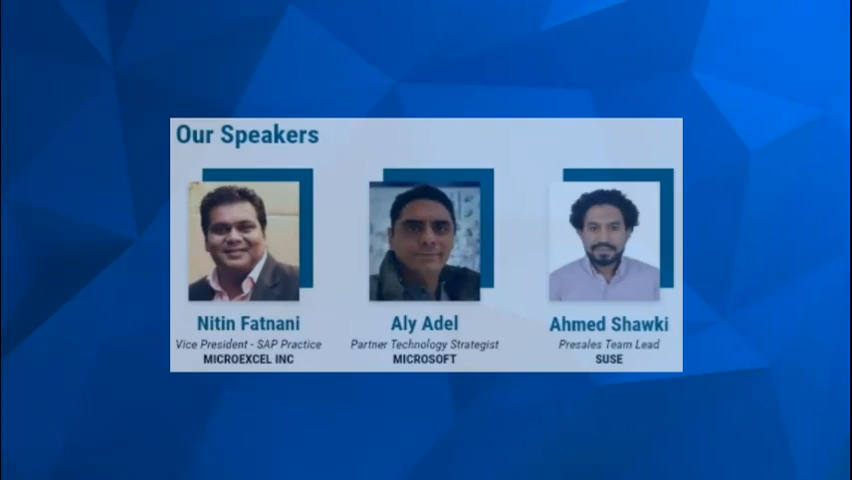 Our Speakers
Nitin Fatnani
Vice President - SAP Practice
MICROEXCEL INC
Aly Adel
Partner Technology Strategist
MICROSOFT
Ahmed Shawki
Presales Team Lead
SUSE